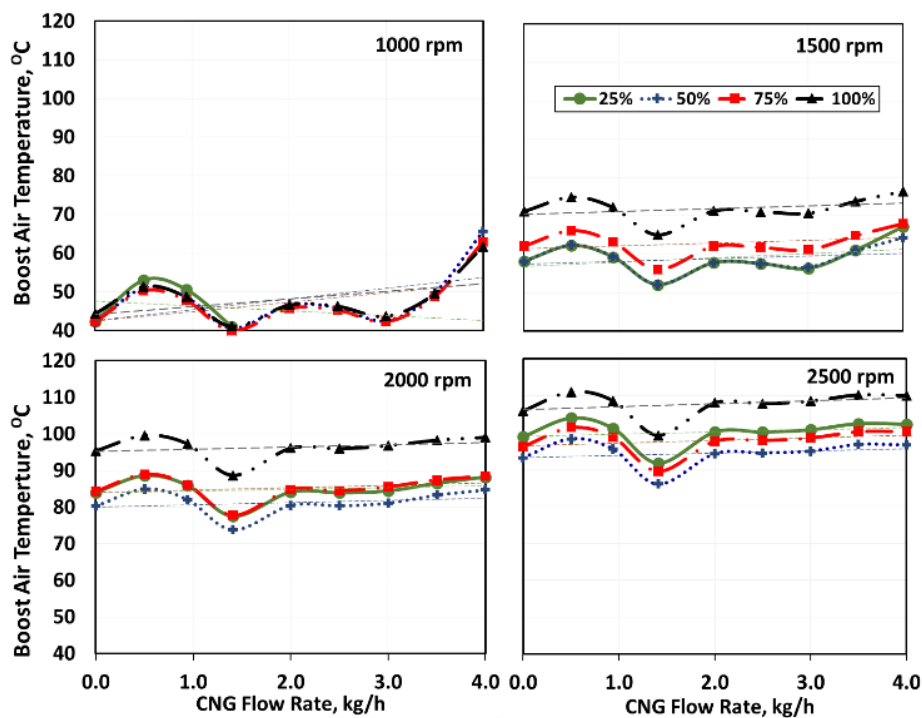 120
110
100
90
80
70
60
50
40
Boost Air Temperature, ᴼC
1000 rpm
1500 rpm
25% 50% 75% 100%
120
110
100
90
80
70
60
50
40
Boost Air Temperture, ᴼC
2000 rpm
2500 rpm
0.0 1.0 2.0 3.0 4.0
0.0 1.0 2.0 3.0 4.0
CNG Flow Rate, kg/h
CNG Flow Rate, kg/h